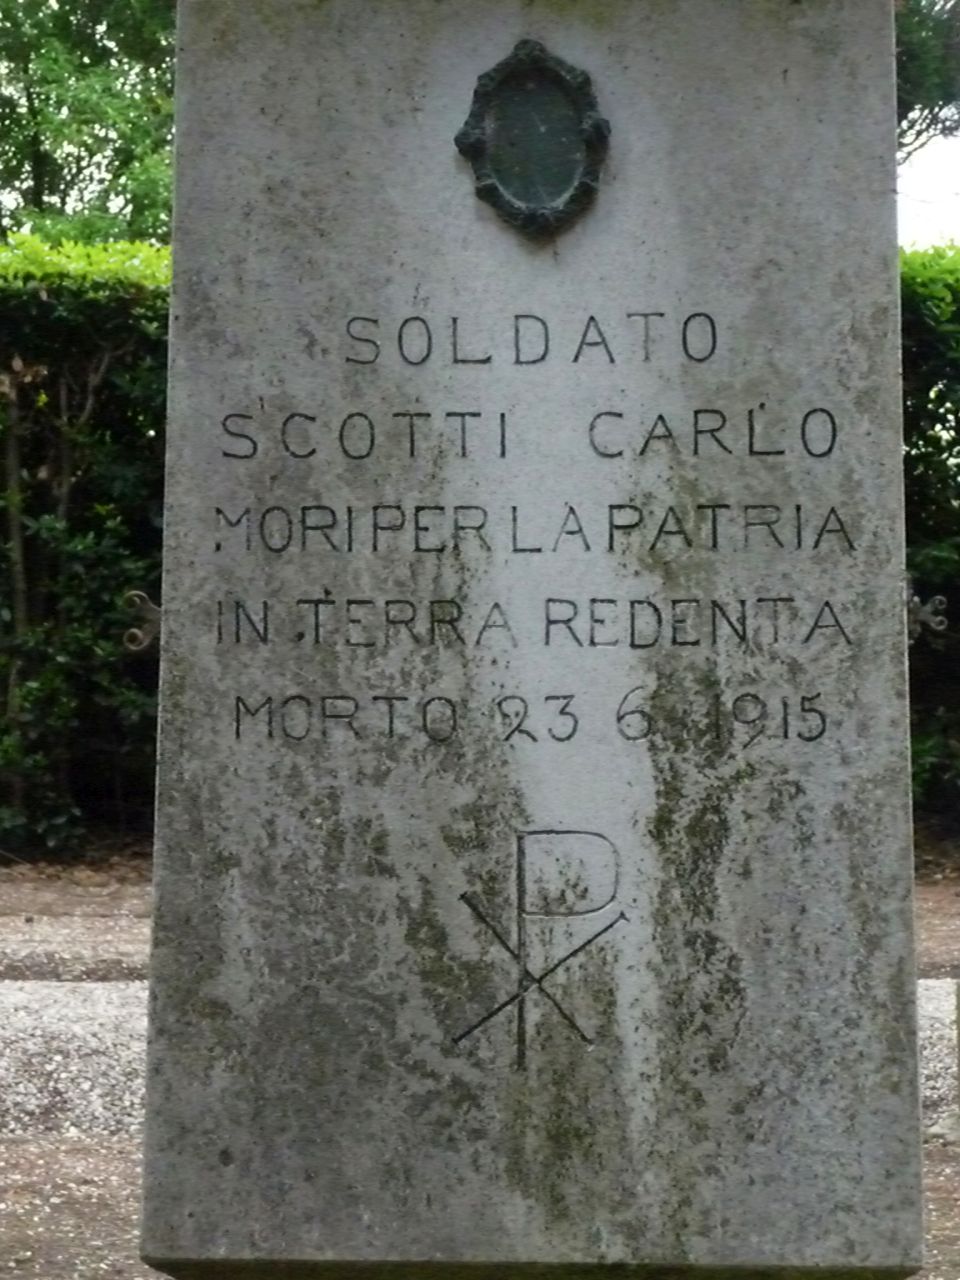 SOLDATO
SCOTTI CARLO
MORI PER LA PATRIA
IN TERRA REDENTA
MORTO 23 6 1915